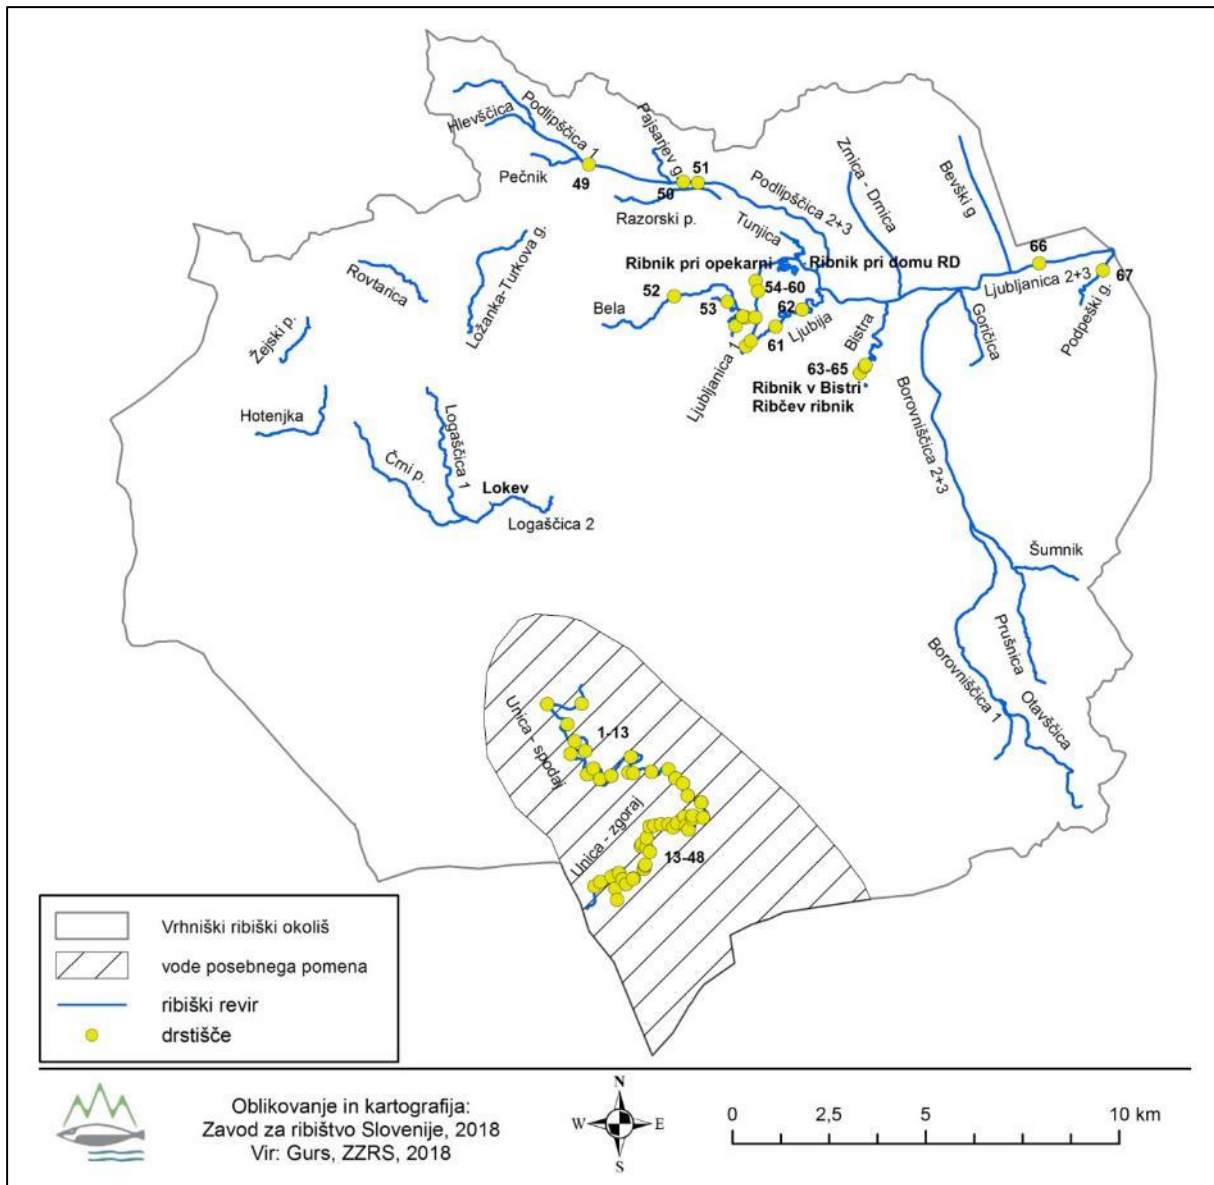 Hlevščica
Podlipščica 1
Pajsarjev g.
Pečnik
49
50
51
Razorski p.
Podlipščica 2+3
Zrnica - Drnica
Bevški g
Tunjica
Ribnik pri opekarni
Ribnik pri domu RD
66
67
Ljubljanica 2+3
Podpeški g.
Rovtarica
Ložanka-Turkova g.
Žejski p.
Bela
52
53
54-60
62
61
Ljubija
Ljubljanica 1
Bistra
Goričica
63-65
Ribnik v Bistri
Ribčev ribnik
Borovniščica 2+3
Hotenjka
Črni p.
Logaščica 1
Lokev
Logaščica 2
Šumnik
Prušnica
Borovniščica 1
Otavščica
Unica - spodaj
1-13
Unica - zgoraj
13-48
Vrhniški ribiški okoliš
vode posebnega pomena
ribiški revir
drstišče
Oblikovanje in kartografija:
Zavod za ribištvo Slovenije, 2018
Vir: Gurs, ZZRS, 2018
N
W E
S
0 2,5 5 10 km